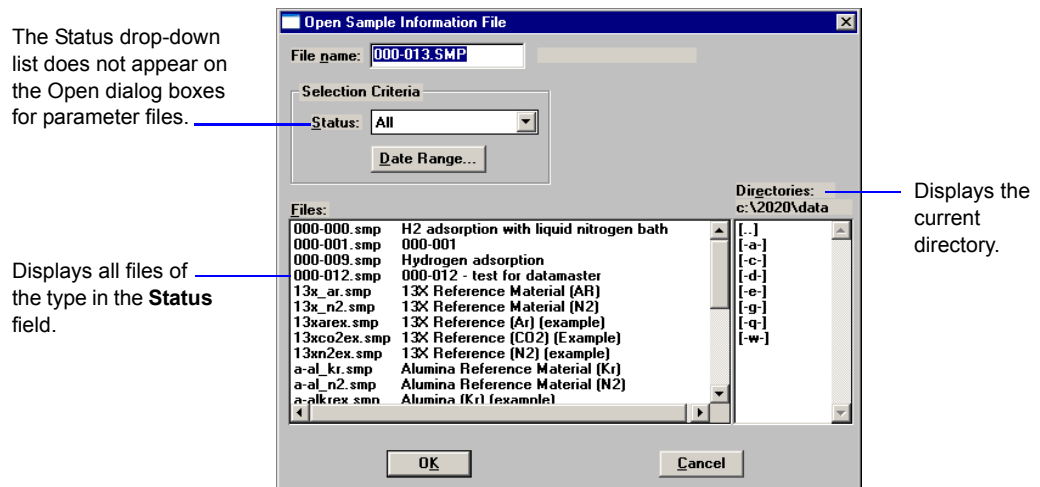 The Status drop-down
list does not appear on
the Open dialog boxes
for parameter files.
Open Sample Information File
File name: 000-013.SMP
Selection Criteria
Status: All
Date Range...
Directories:
c:\2020\data
Displays the
current
directory.
Files:
000-000.smp H2 adsorption with liquid nitrogen bath
000-001.smp 000-001
000-009.smp Hydrogen adsorption
000-012.smp 000-012 - test for datamaster
13x_ar.smp 13X Reference Material (AR)
13x_n2.smp 13X Reference Material (N2)
13xarex.smp 13X Reference (Ar) (example)
13xco2ex.smp 13X Reference (CO2) (Example)
13xn2ex.smp 13X Reference (N2) (example)
a-al_kr.smp Alumina Reference Material (Kr)
a-al_n2.smp Alumina Reference Material (N2)
a-alkrex.smp Alumina (Kr) (example)
[..]
[-a-]
[-c-]
[-d-]
[-e-]
[-g-]
[-q-]
[-w-]
Displays all files of
the type in the Status
field.
OK
Cancel